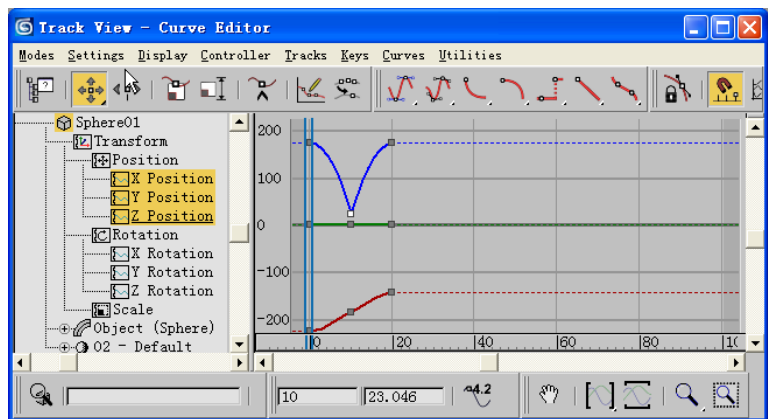 Track View - Curve Editor
Modes Settings Display Controller Tracks Keys Curves Utilities
?
Sphere01
Transform
Position
X Position
Y Position
Z Position
Rotation
X Rotation
Y Rotation
Z Rotation
Scale
Object (Sphere)
02 - Default
200
100
0
-100
-200
0 20 40 60 80
10 23.046 4.2